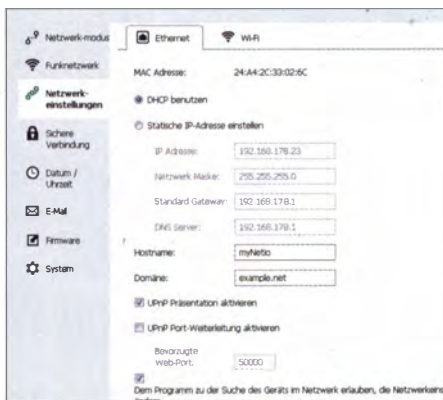 Netzwerk-modus
Funknetzwerk
Netzwerk-
einstellungen
Sichere
Verbindung
Datum /
Uhrzeit
E-Mail
Firmware
System
Ethernet
Wi-Fi
MAC Adresse: 24:A4:2C:33:02:6C
DHCP benutzen
Statische IP-Adresse einstellen
IP Adresse: 192.168.178.23
Netzwerk Maske: 255.255.255.0
Standard Gateway: 192.168.178.1
DNS Server: 192.168.178.1
Hostname: myNetio
Domäne: example.net
UPnP Präsentation aktivieren
UPnP Port-Weiterleitung aktivieren
Bevorzugte
Web-Port. 50000
Dem Programm zu der Suche des Geräts im Netzwerk erlauben, die Netzwerkeins